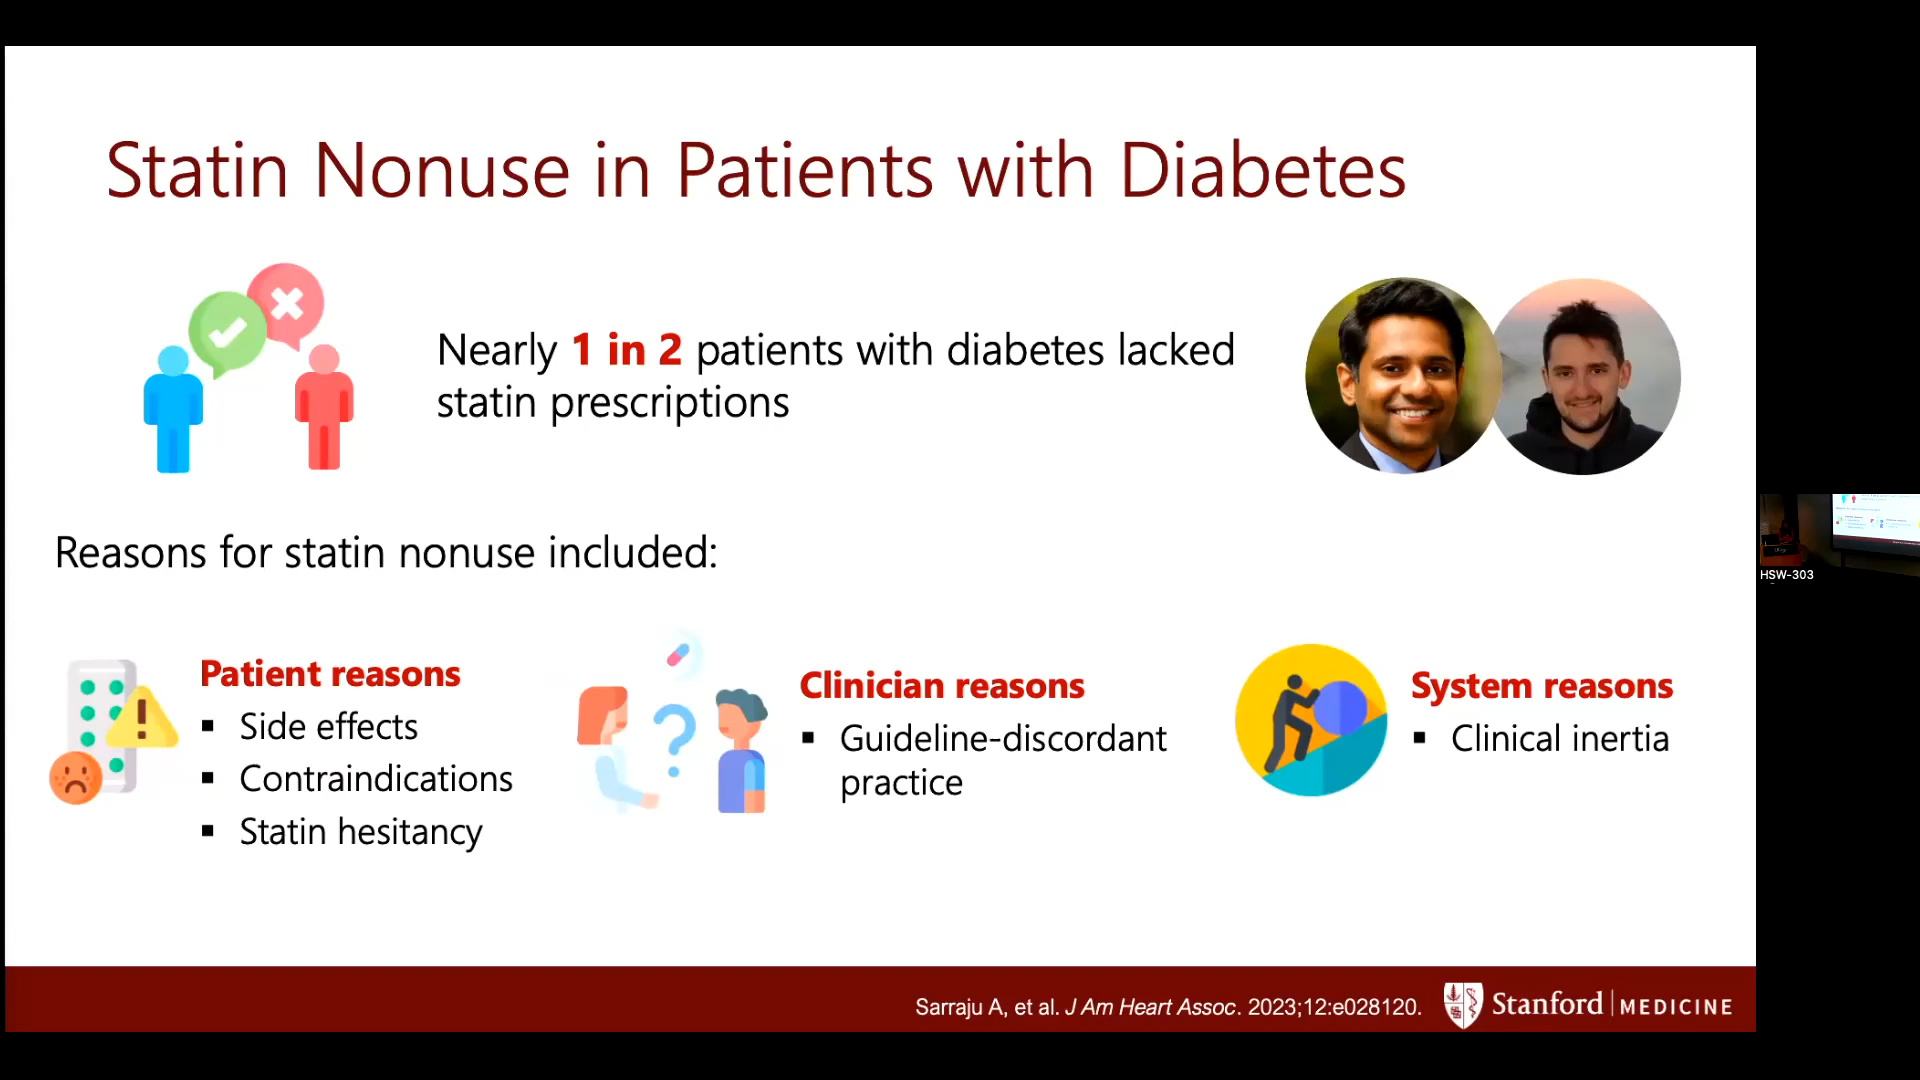 Statin Nonuse in Patients with Diabetes
Nearly 1 in 2 patients with diabetes lacked
statin prescriptions
Reasons for statin nonuse included:
Patient reasons
▪ Side effects
▪ Contraindications
▪ Statin hesitancy
Clinician reasons
▪ Guideline-discordant
practice
System reasons
▪ Clinical inertia
HSW-303
Sarraju A, et al. J Am Heart Assoc. 2023;12:e028120.
Stanford | MEDICINE